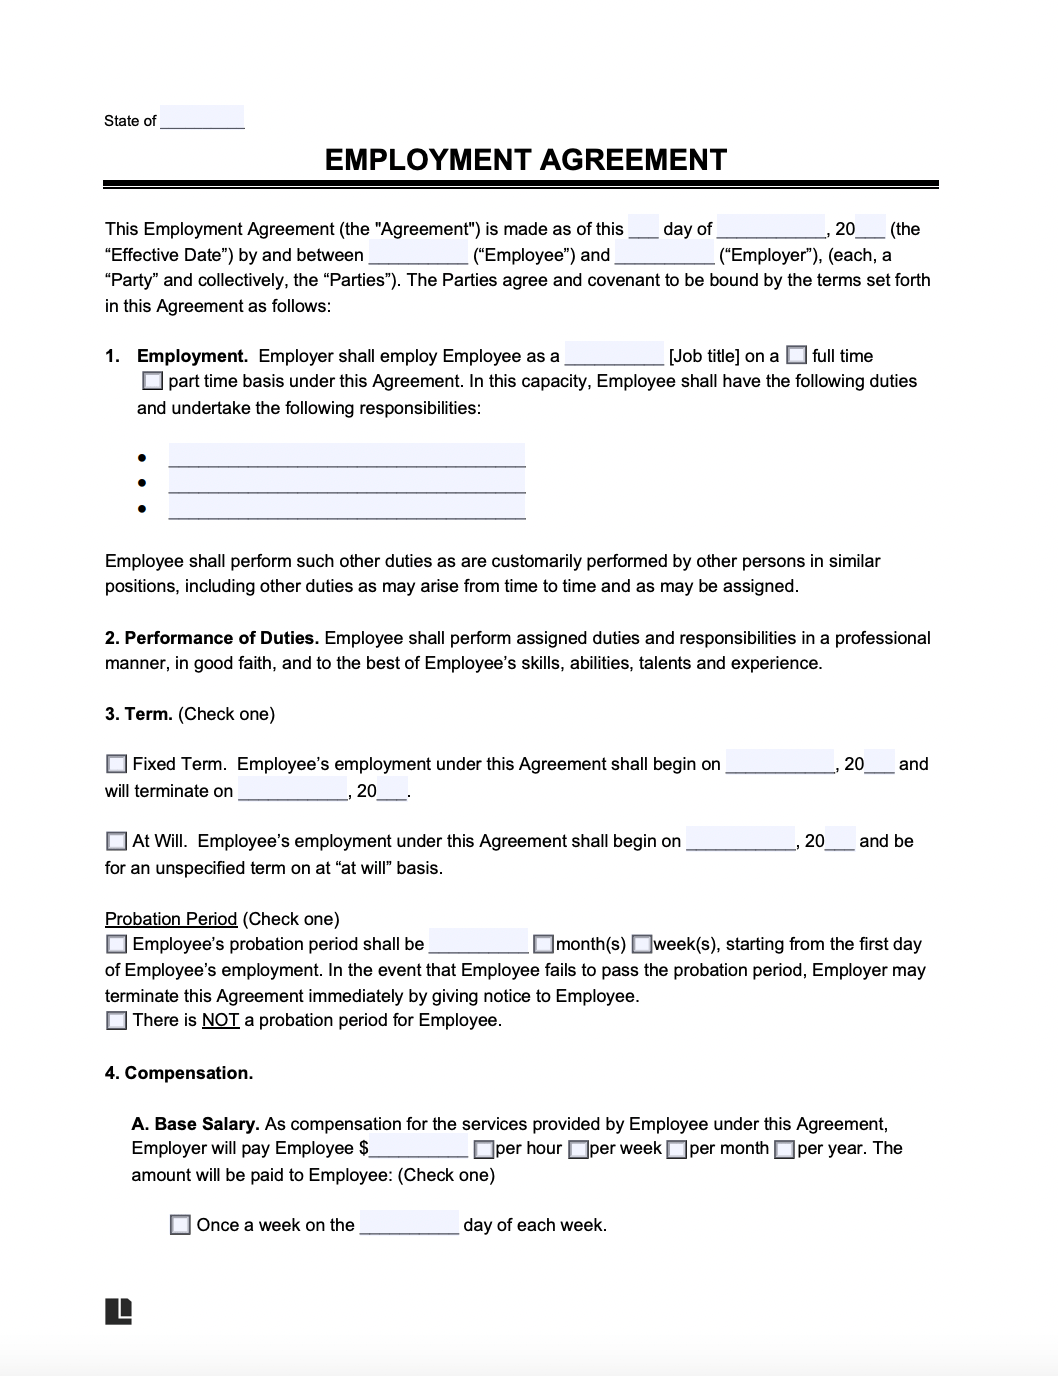 State of _________
EMPLOYMENT AGREEMENT
This Employment Agreement (the "Agreement") is made as of this ___ day of ___________, 20___ (the
“Effective Date”) by and between __________ (“Employee”) and __________ (“Employer”), (each, a
“Party” and collectively, the “Parties”). The Parties agree and covenant to be bound by the terms set forth
in this Agreement as follows:
1. Employment. Employer shall employ Employee as a __________ [Job title] on a ☐ full time
☐ part time basis under this Agreement. In this capacity, Employee shall have the following duties
and undertake the following responsibilities:
● ____________________________________
● ____________________________________
● ____________________________________
Employee shall perform such other duties as are customarily performed by other persons in similar
positions, including other duties as may arise from time to time and as may be assigned.
2. Performance of Duties. Employee shall perform assigned duties and responsibilities in a professional
manner, in good faith, and to the best of Employee’s skills, abilities, talents and experience.
3. Term. (Check one)
☐ Fixed Term. Employee’s employment under this Agreement shall begin on ___________, 20___ and
will terminate on ___________, 20___.
☐ At Will. Employee’s employment under this Agreement shall begin on ___________, 20___ and be
for an unspecified term on at “at will” basis.
Probation Period (Check one)
☐ Employee’s probation period shall be __________ ☐ month(s) ☐ week(s), starting from the first day
of Employee’s employment. In the event that Employee fails to pass the probation period, Employer may
terminate this Agreement immediately by giving notice to Employee.
☐ There is NOT a probation period for Employee.
4. Compensation.
A. Base Salary. As compensation for the services provided by Employee under this Agreement,
Employer will pay Employee $__________ ☐ per hour ☐ per week ☐ per month ☐ per year. The
amount will be paid to Employee: (Check one)
☐ Once a week on the __________ day of each week.